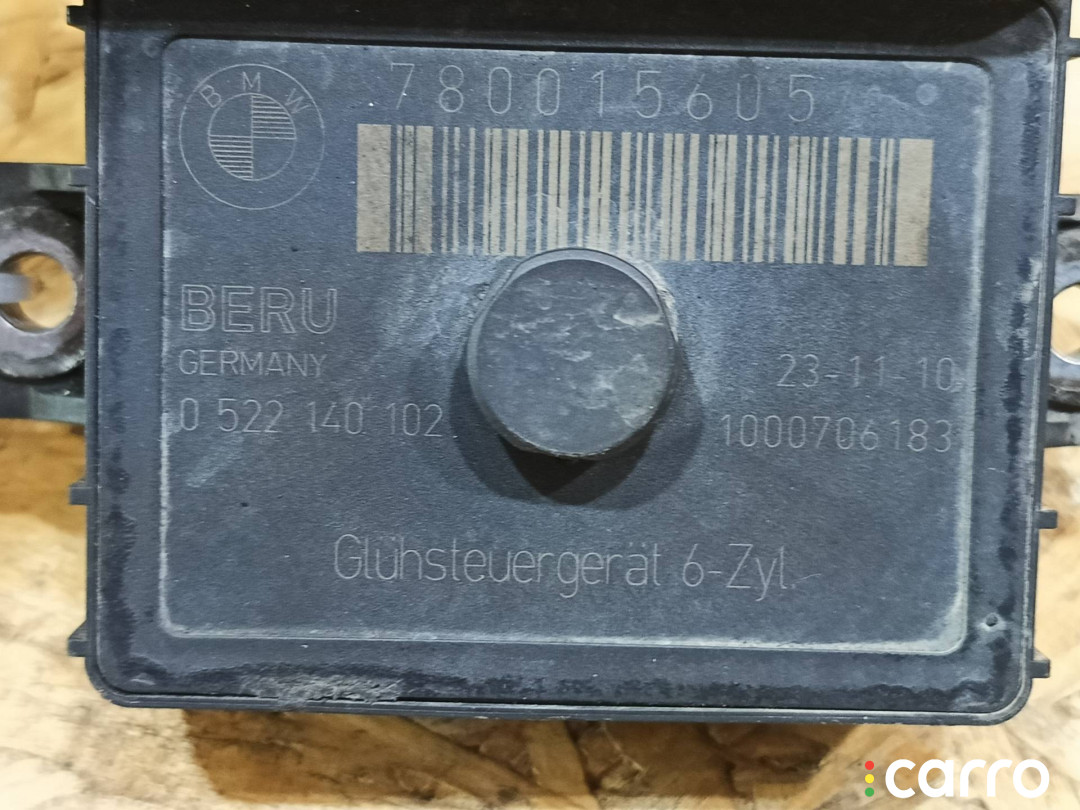 BMW
780015605
BERU
GERMANY
23-11-10
0 522 140 102
1000706183
Glühsteuergerät 6-Zyl.
carro